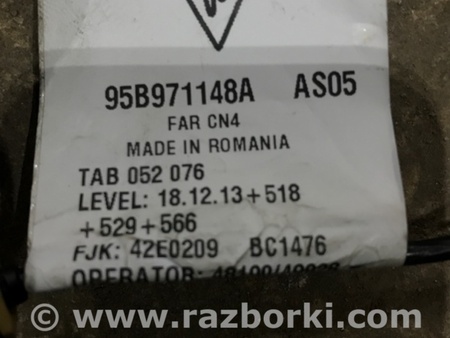 95B971148A AS05
FAR CN4
MADE IN ROMANIA
TAB 052 076
LEVEL: 18.12.13+518
+529+566
FJK: 42E0209 BC1476
OPERATOR:
© www.razborki.com